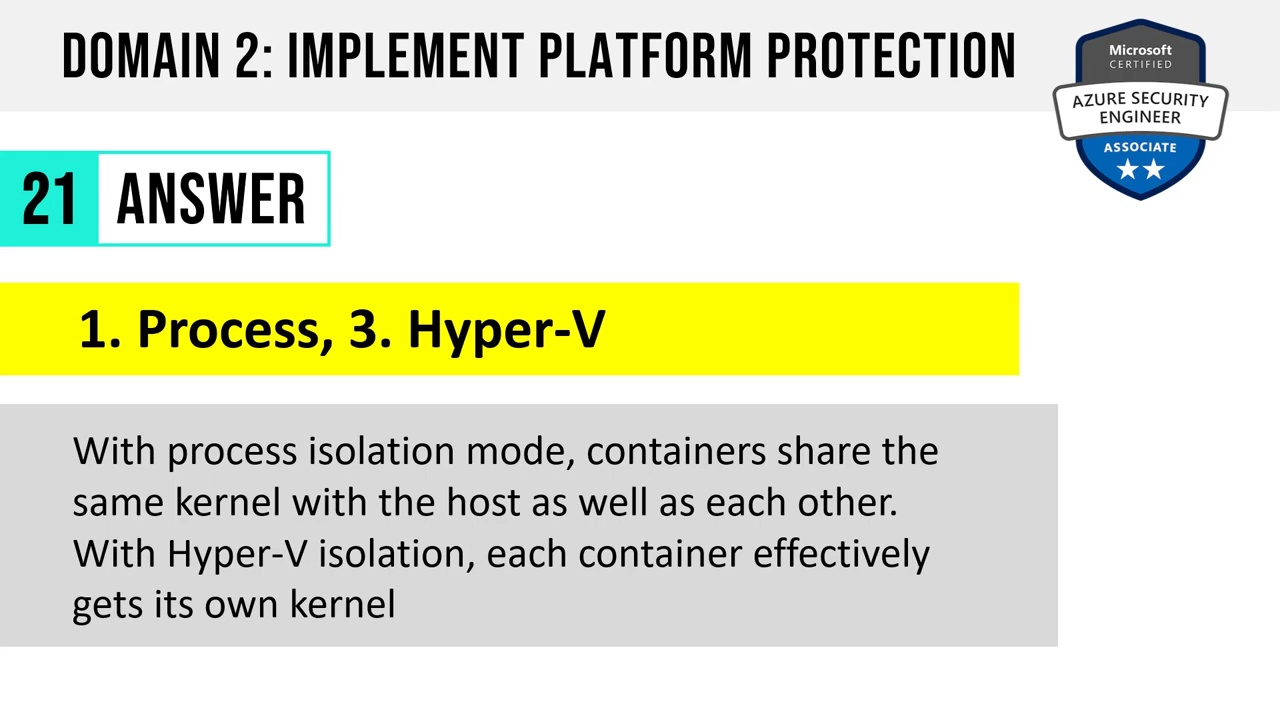 DOMAIN 2: IMPLEMENT PLATFORM PROTECTION
Microsoft
CERTIFIED
AZURE SECURITY
ENGINEER
ASSOCIATE
21 ANSWER
1. Process, 3. Hyper-V
With process isolation mode, containers share the
same kernel with the host as well as each other.
With Hyper-V isolation, each container effectively
gets its own kernel